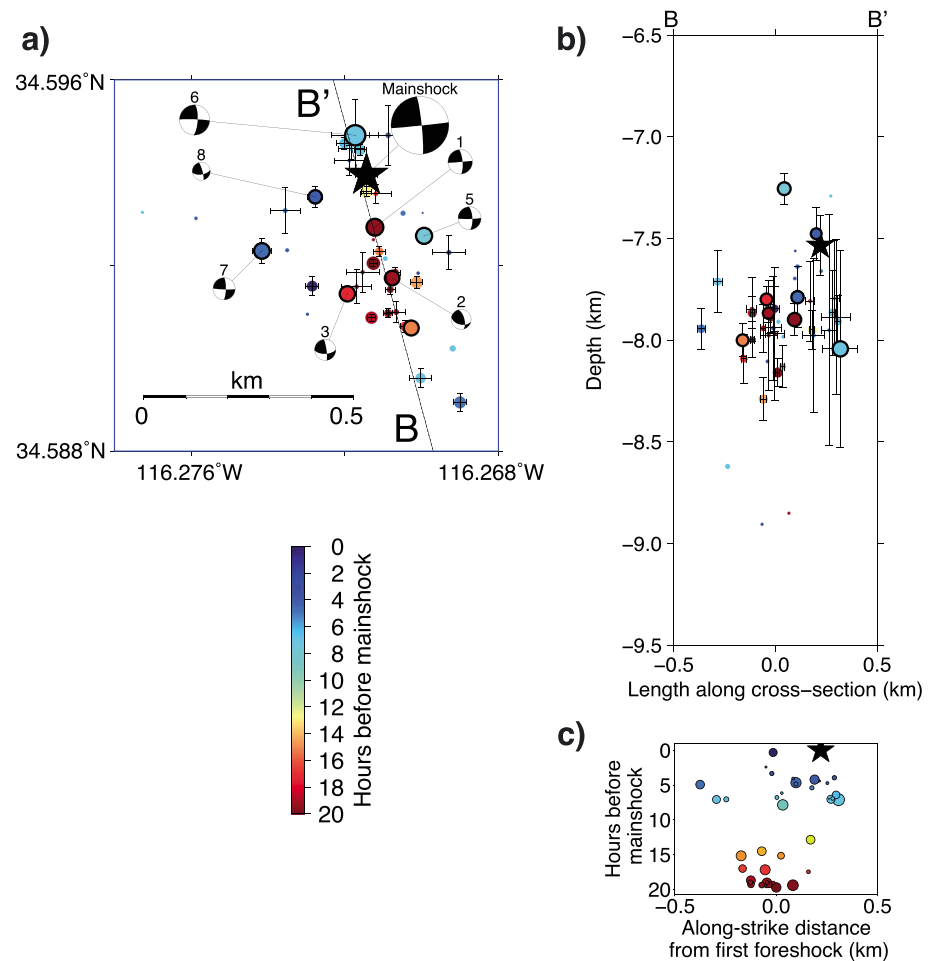 a)
34.596°N
34.588°N
116.276°W
116.268°W
B'
B
Mainshock
6
8
1
5
7
2
3
km
0
0.5
0
2
4
6
8
10
12
14
16
18
20
Hours before mainshock
b)
B
B'
−6.5
−7.0
−7.5
−8.0
−8.5
−9.0
−9.5
Depth (km)
−0.5
0.0
0.5
Length along cross−section (km)
c)
0
5
10
15
20
Hours before
mainshock
−0.5
0.0
0.5
Along-strike distance
from first foreshock (km)